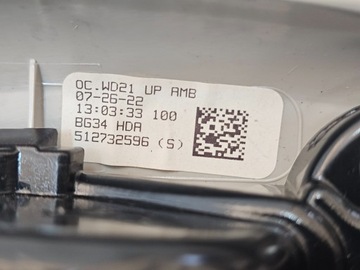 OC.WD21 UP AMB
07-26-22
13:03:33 100
BG34 HDA
512732596 (S)